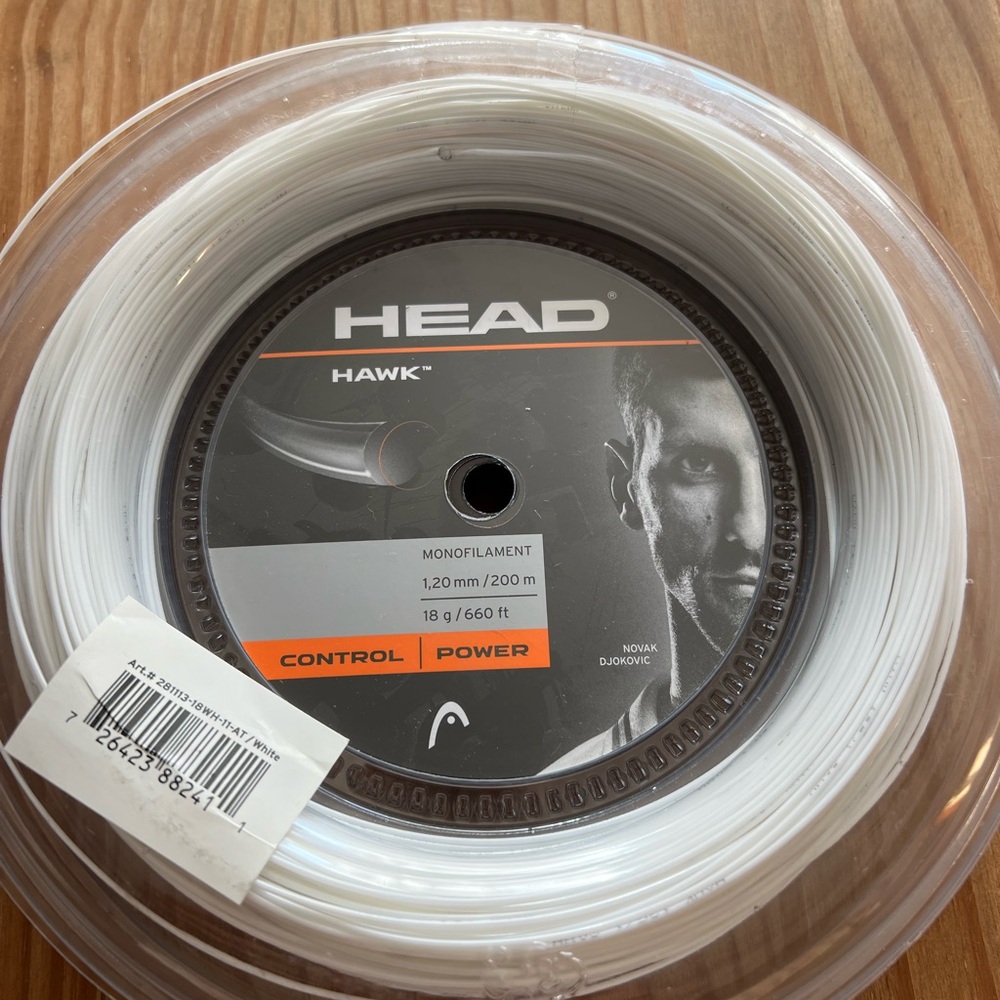 HEAD®
HAWK™
MONOFILAMENT
1,20 mm / 200 m
18 g / 660 ft
CONTROL | POWER
NOVAK
DJOKOVIC
Art.# 281113-18WH-11-AT / White
7 26423 88241 1